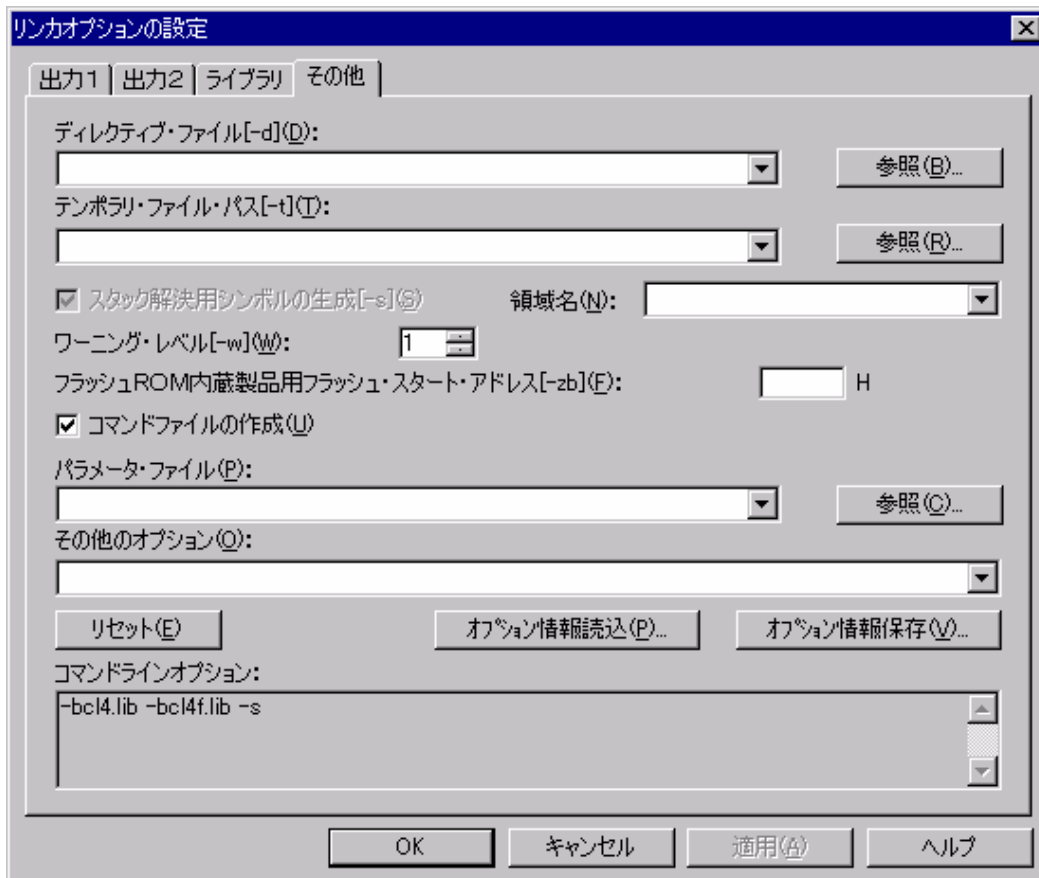 リンカオプションの設定
出力1 出力2 ライブラリ その他
ディレクティブ・ファイル[-d](D):
参照(B)...
テンポラリ・ファイル・パス[-t](T):
参照(R)...
スタック解決用シンボルの生成[-s](S) 領域名(N):
ワーニング・レベル[-w](W): 1
フラッシュROM内蔵製品用フラッシュ・スタート・アドレス[-zb](F): H
コマンドファイルの作成(U)
パラメータ・ファイル(P):
参照(C)...
その他のオプション(O):
リセット(E) オプション情報読込(P)... オプション情報保存(V)...
コマンドラインオプション:
-bcl4.lib -bcl4f.lib -s
OK キャンセル 適用(A) ヘルプ